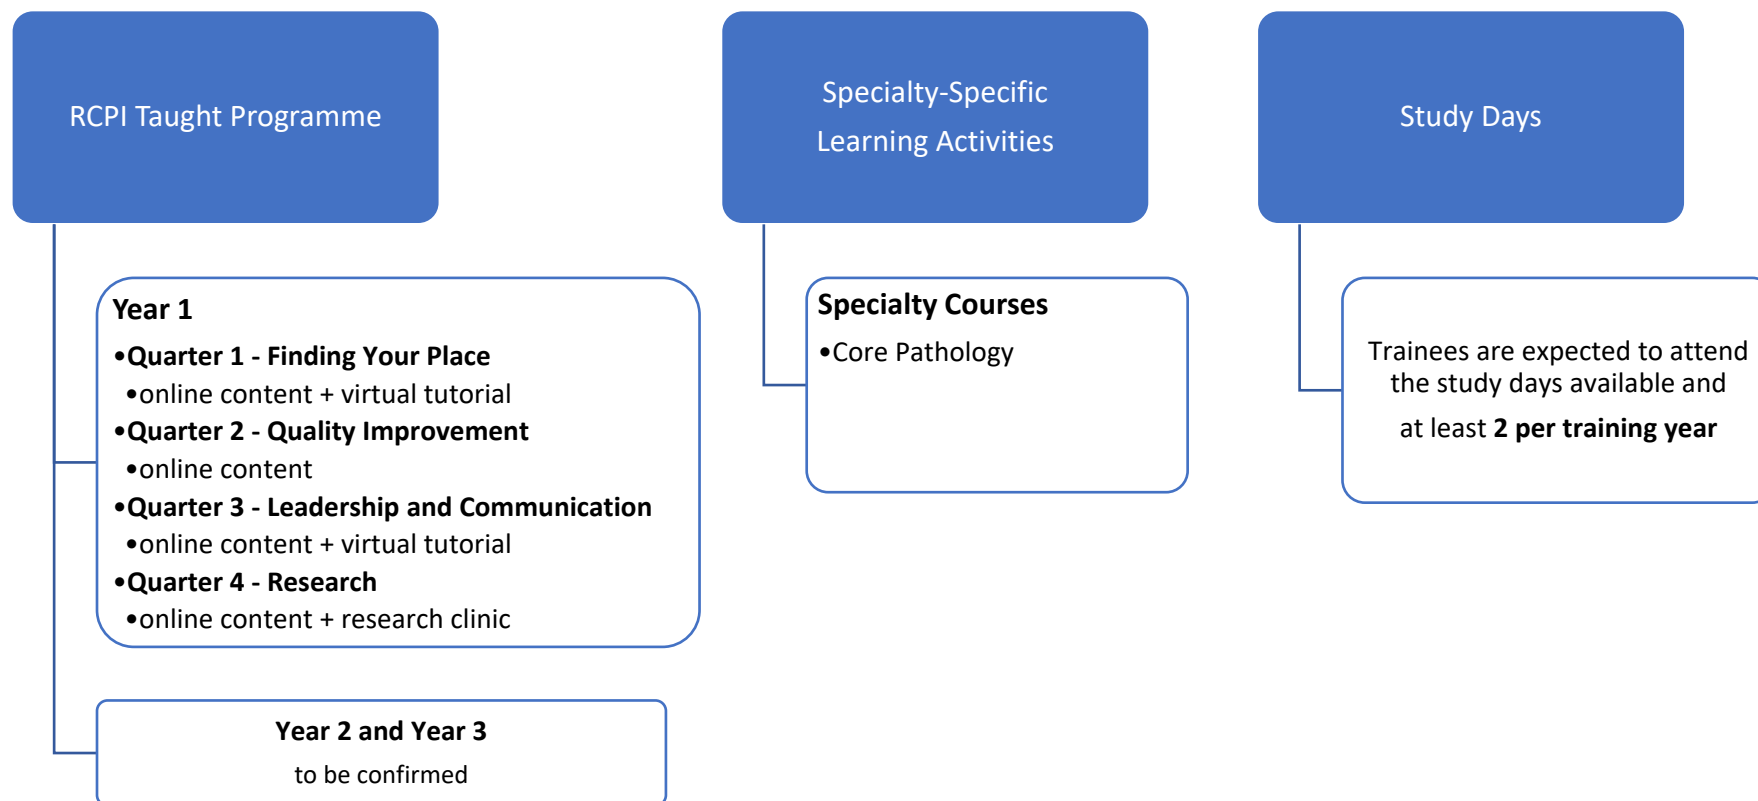 RCPI Taught Programme
Year 1
•Quarter 1 - Finding Your Place
•online content + virtual tutorial
•Quarter 2 - Quality Improvement
•online content
•Quarter 3 - Leadership and Communication
•online content + virtual tutorial
•Quarter 4 - Research
•online content + research clinic
Year 2 and Year 3
to be confirmed
Specialty-Specific
Learning Activities
Specialty Courses
•Core Pathology
Study Days
Trainees are expected to attend
the study days available and
at least 2 per training year